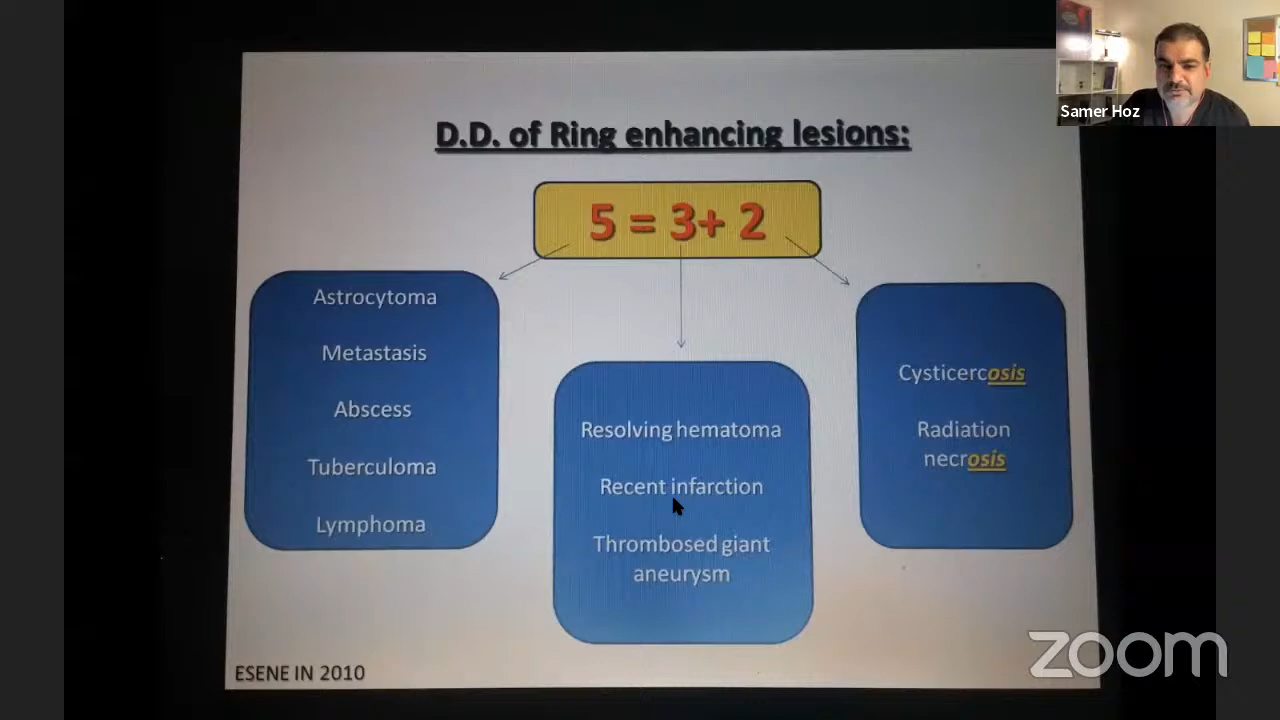 Samer Hoz
D.D. of Ring enhancing lesions:
5 = 3+ 2
Astrocytoma
Metastasis
Abscess
Tuberculoma
Lymphoma
Resolving hematoma
Recent infarction
Thrombosed giant
aneurysm
Cysticercosis
Radiation
necrosis
ESENE IN 2010
zoom